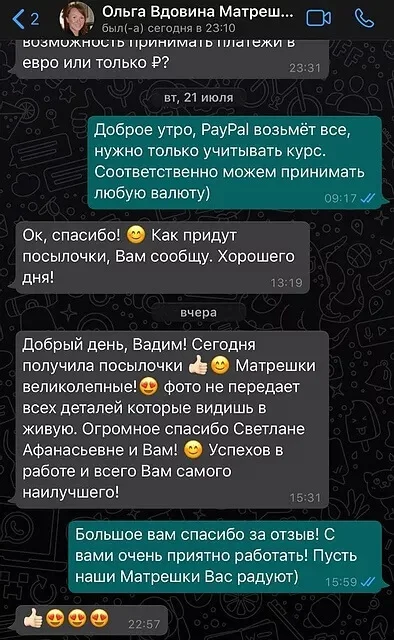 2
Ольга Вдовина Матреш...
был(-а) сегодня в 23:10
возможность принимать платежи в
евро или только ₽?
23:31
вт, 21 июля
Доброе утро, PayPal возьмёт все,
нужно только учитывать курс.
Соответственно можем принимать
любую валюту)
09:17
Ок, спасибо! 😊 Как придут
посылочки, Вам сообщу. Хорошего
дня!
13:19
вчера
Добрый день, Вадим! Сегодня
получила посылочки 👍🏻😊 Матрешки
великолепные!😍 фото не передает
всех деталей которые видишь в
живую. Огромное спасибо Светлане
Афанасьевне и Вам! 😊 Успехов в
работе и всего Вам самого
наилучшего!
15:31
Большое вам спасибо за отзыв! С
вами очень приятно работать! Пусть
наши Матрешки Вас радуют)
15:59
👍🏻😍😍😍
22:57